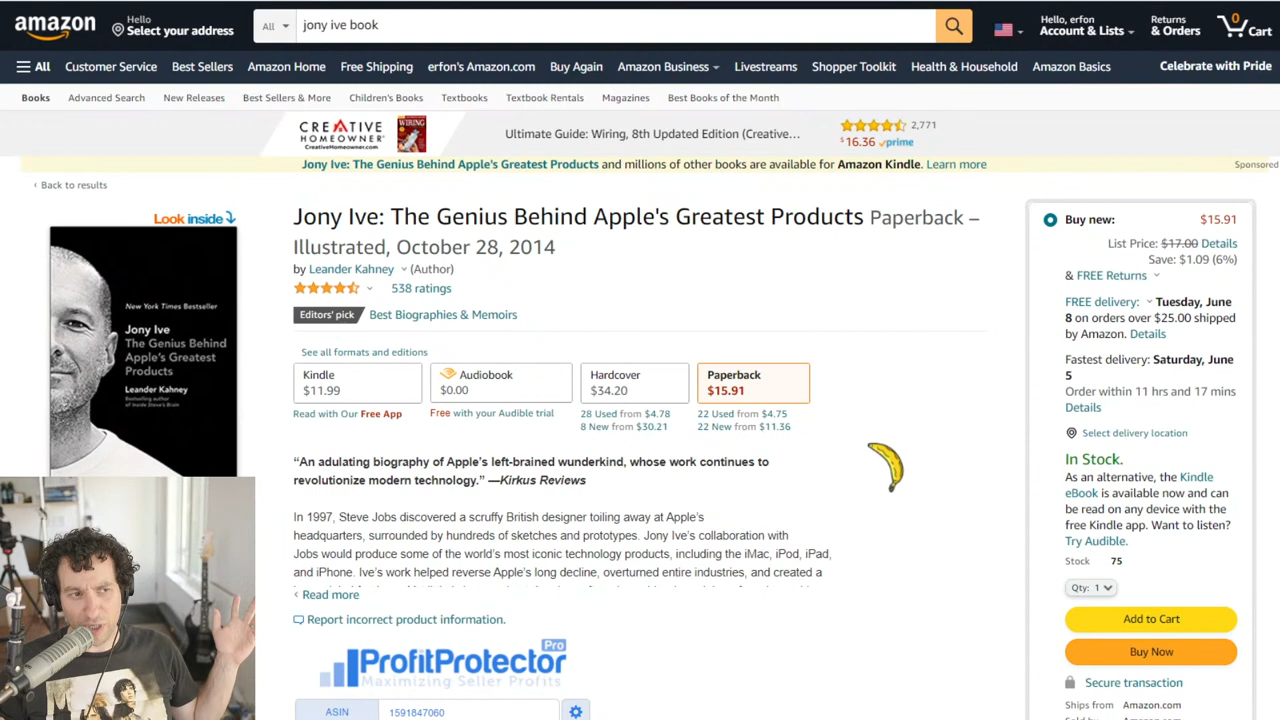 amazon
Hello
Select your address
All
jony ive book
Hello, erfon
Account & Lists
Returns
& Orders
0
Cart
All
Customer Service
Best Sellers
Amazon Home
Free Shipping
erfon's Amazon.com
Buy Again
Amazon Business
Livestreams
Shopper Toolkit
Health & Household
Amazon Basics
Celebrate with Pride
Books
Advanced Search
New Releases
Best Sellers & More
Children's Books
Textbooks
Textbook Rentals
Magazines
Best Books of the Month
CREATIVE
HOMEOWNER
CreativeHomeowner.com
WIRING
Ultimate Guide: Wiring, 8th Updated Edition (Creative...
2,771
$16.36 prime
Jony Ive: The Genius Behind Apple's Greatest Products and millions of other books are available for Amazon Kindle. Learn more
Sponsored
‹ Back to results
Look inside
New York Times Bestseller
Jony Ive
The Genius Behind
Apple's Greatest
Products
Leander Kahney
Bestselling author
of Inside Steve's Brain
Jony Ive: The Genius Behind Apple's Greatest Products Paperback –
Illustrated, October 28, 2014
by Leander Kahney (Author)
538 ratings
Editors' pick
Best Biographies & Memoirs
See all formats and editions
Kindle
$11.99
Audiobook
$0.00
Hardcover
$34.20
Paperback
$15.91
Read with Our Free App
Free with your Audible trial
28 Used from $4.78
8 New from $30.21
22 Used from $4.75
22 New from $11.36
“An adulating biography of Apple’s left-brained wunderkind, whose work continues to
revolutionize modern technology.” —Kirkus Reviews
In 1997, Steve Jobs discovered a scruffy British designer toiling away at Apple’s
headquarters, surrounded by hundreds of sketches and prototypes. Jony Ive’s collaboration with
Jobs would produce some of the world’s most iconic technology products, including the iMac, iPod, iPad,
and iPhone. Ive’s work helped reverse Apple’s long decline, overturned entire industries, and created a
‹ Read more
Report incorrect product information.
ProfitProtector
Pro
Maximizing Seller Profits
ASIN
1591847060
Buy new:
$15.91
List Price: $17.00 Details
Save: $1.09 (6%)
& FREE Returns
FREE delivery: Tuesday, June
8 on orders over $25.00 shipped
by Amazon. Details
Fastest delivery: Saturday, June
5
Order within 11 hrs and 17 mins
Details
Select delivery location
In Stock.
As an alternative, the Kindle
eBook is available now and can
be read on any device with the
free Kindle app. Want to listen?
Try Audible.
Stock 75
Qty: 1
Add to Cart
Buy Now
Secure transaction
Ships from Amazon.com